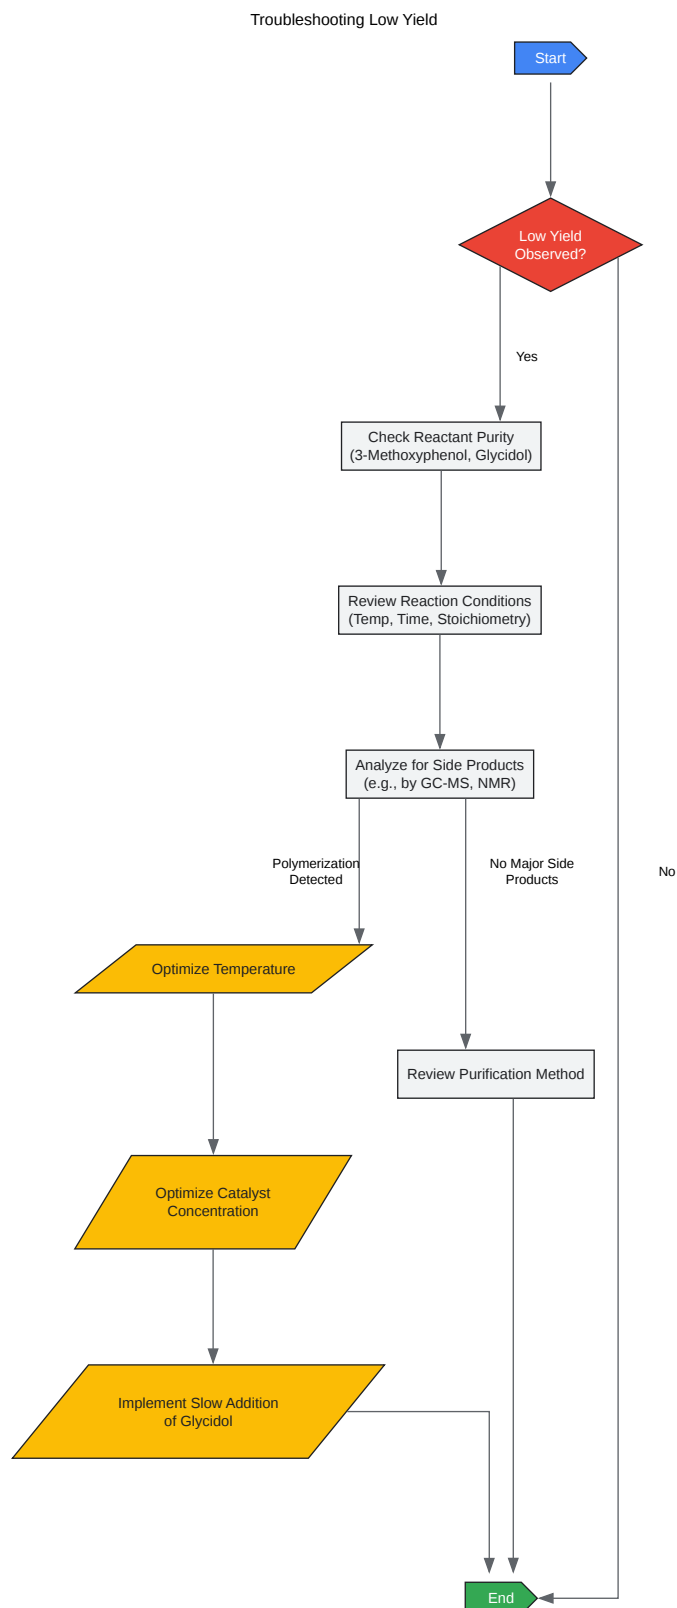 Troubleshooting Low Yield
Start
Low Yield
Observed?
Yes
Check Reactant Purity
(3-Methoxyphenol, Glycidol)
Review Reaction Conditions
(Temp, Time, Stoichiometry)
Analyze for Side Products
(e.g., by GC-MS, NMR)
Polymerization
Detected
No Major Side
Products
No
Optimize Temperature
Review Purification Method
Optimize Catalyst
Concentration
Implement Slow Addition
of Glycidol
End